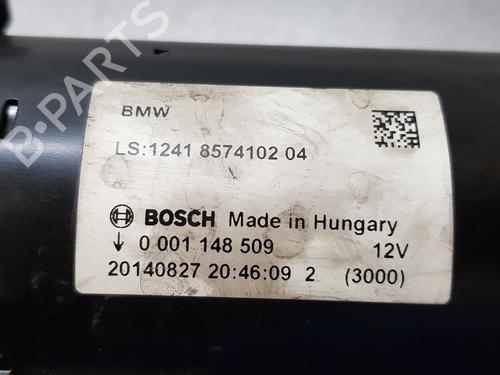 B-PARTS
BMW
LS:1241 8574102 04
BOSCH Made in Hungary
↓ 0 001 148 509 12V
20140827 20:46:09 2 (3000)